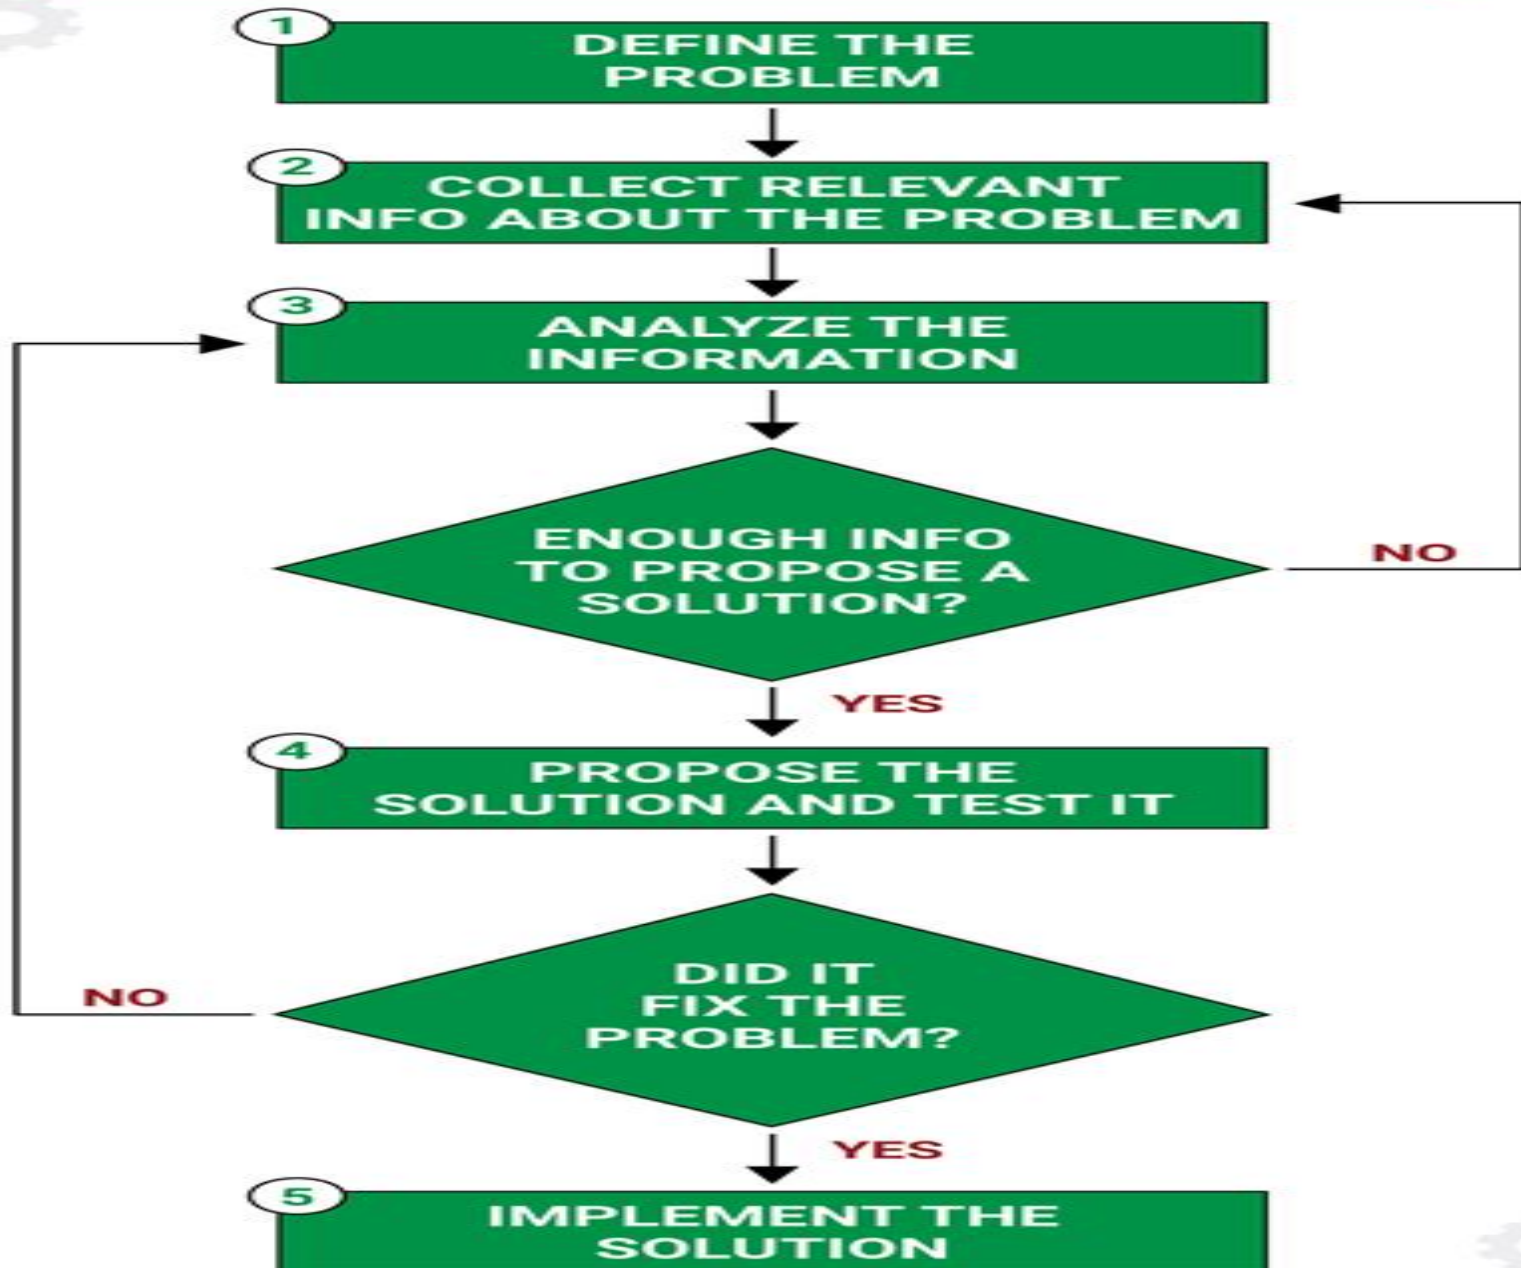 1
DEFINE THE
PROBLEM
2
COLLECT RELEVANT
INFO ABOUT THE PROBLEM
3
ANALYZE THE
INFORMATION
ENOUGH INFO
TO PROPOSE A
SOLUTION?
NO
YES
4
PROPOSE THE
SOLUTION AND TEST IT
DID IT
FIX THE
PROBLEM?
NO
YES
5
IMPLEMENT THE
SOLUTION